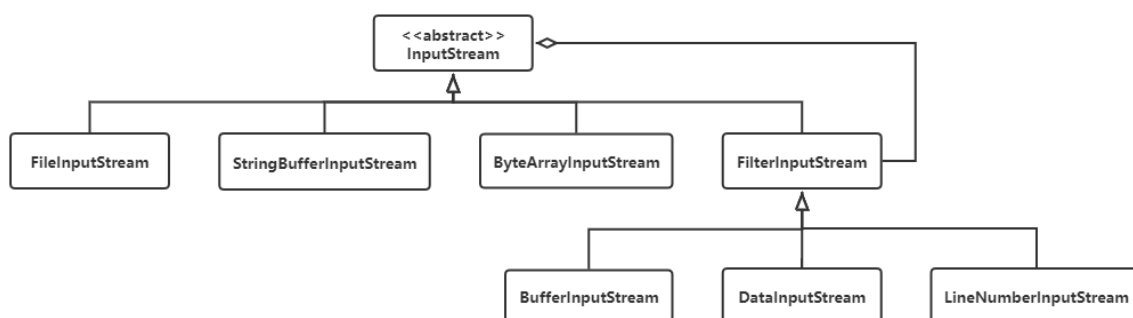 <<abstract>>
InputStream
FileInputStream
StringBufferInputStream
ByteArrayInputStream
FilterInputStream
BufferInputStream
DataInputStream
LineNumberInputStream